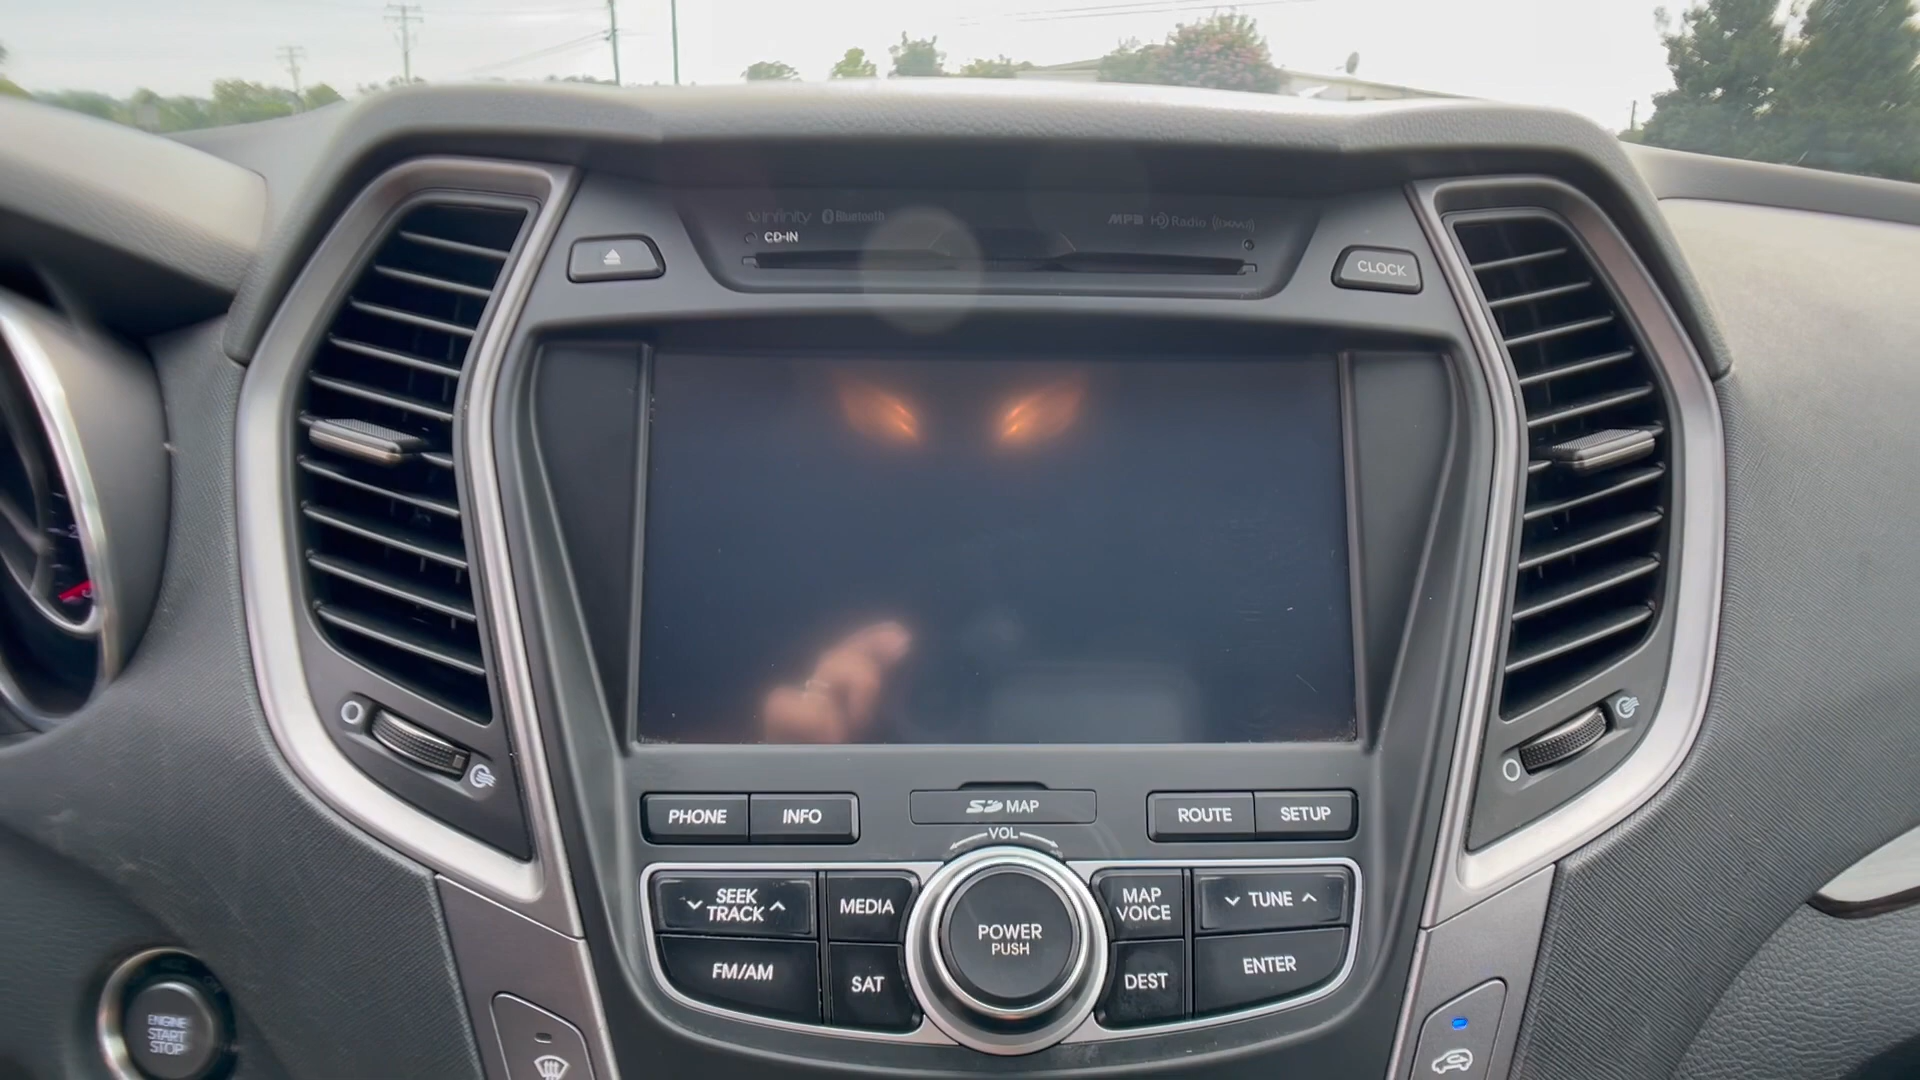 infinity Bluetooth
MP3 HD Radio ((XM))
CD-IN
CLOCK
PHONE
INFO
SD MAP
ROUTE
SETUP
VOL
SEEK
TRACK
MEDIA
POWER
PUSH
MAP
VOICE
TUNE
FM/AM
SAT
DEST
ENTER
ENGINE
START
STOP